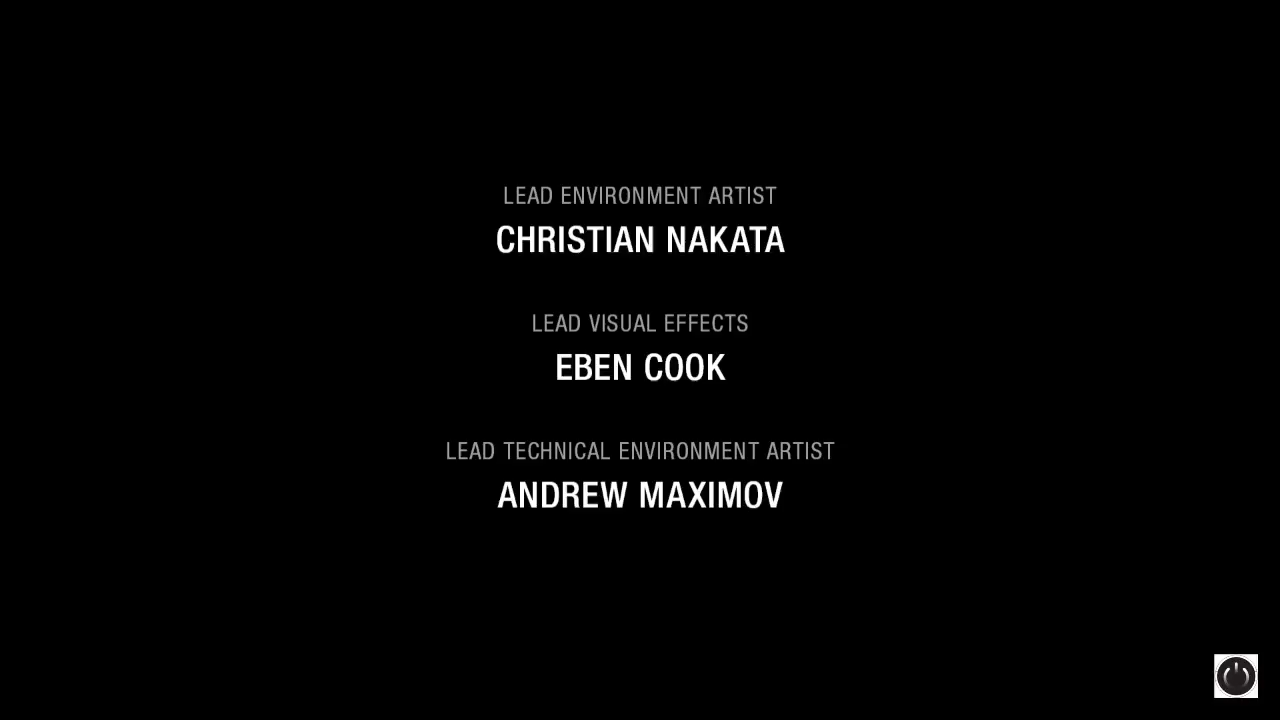 LEAD ENVIRONMENT ARTIST
CHRISTIAN NAKATA
LEAD VISUAL EFFECTS
EBEN COOK
LEAD TECHNICAL ENVIRONMENT ARTIST
ANDREW MAXIMOV